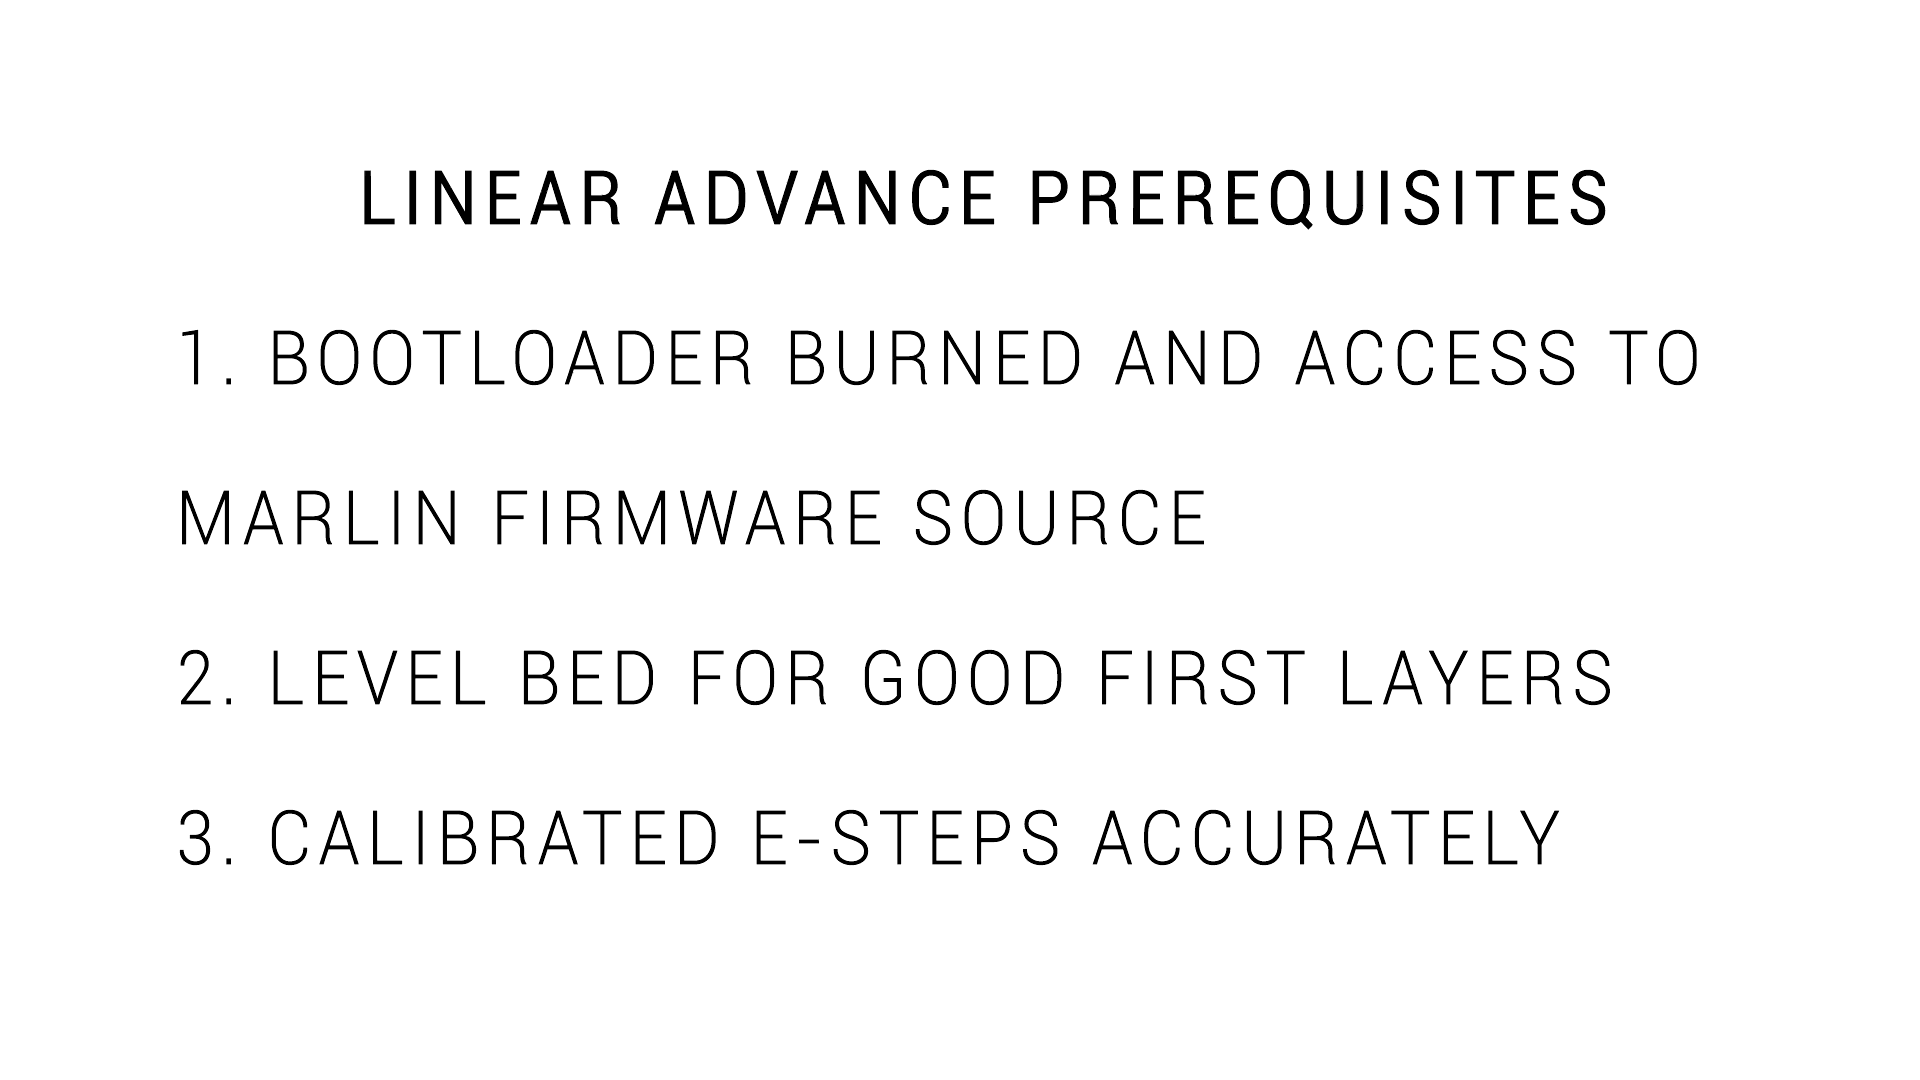 LINEAR ADVANCE PREREQUISITES
1. BOOTLOADER BURNED AND ACCESS TO
MARLIN FIRMWARE SOURCE
2. LEVEL BED FOR GOOD FIRST LAYERS
3. CALIBRATED E-STEPS ACCURATELY